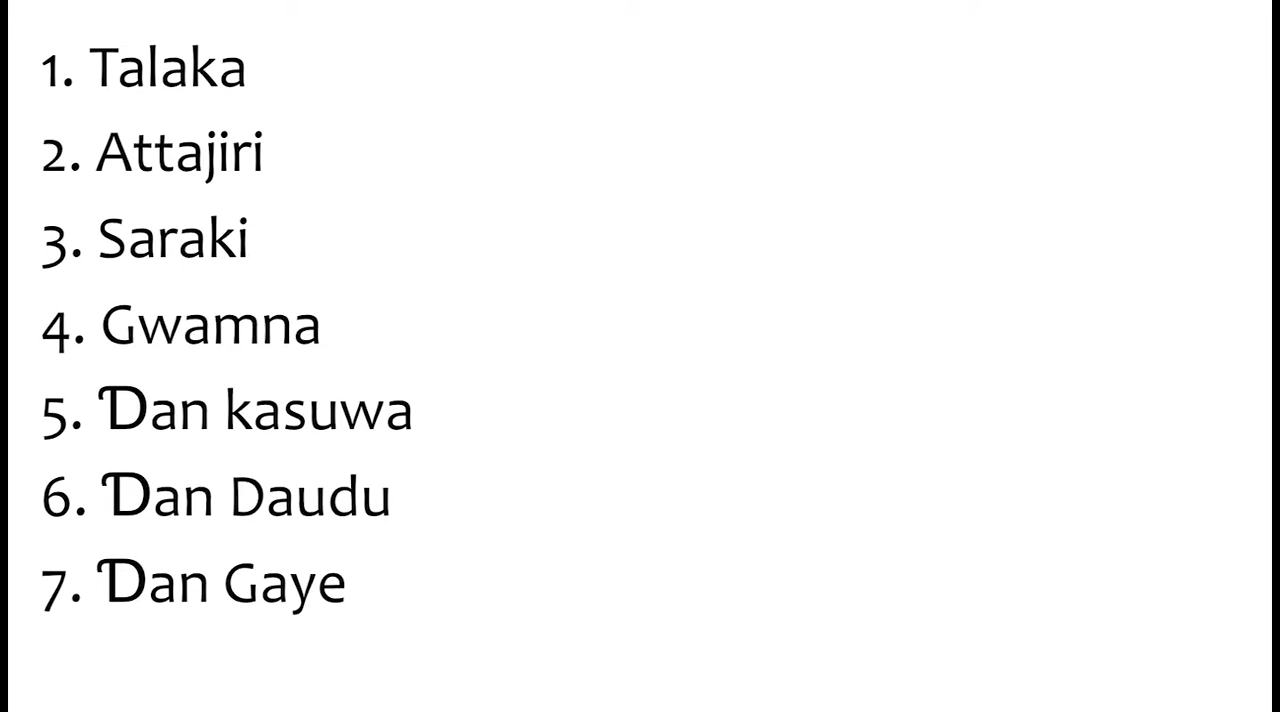 1. Talaka
2. Attajiri
3. Saraki
4. Gwamna
5. Ɗan kasuwa
6. Ɗan Daudu
7. Ɗan Gaye